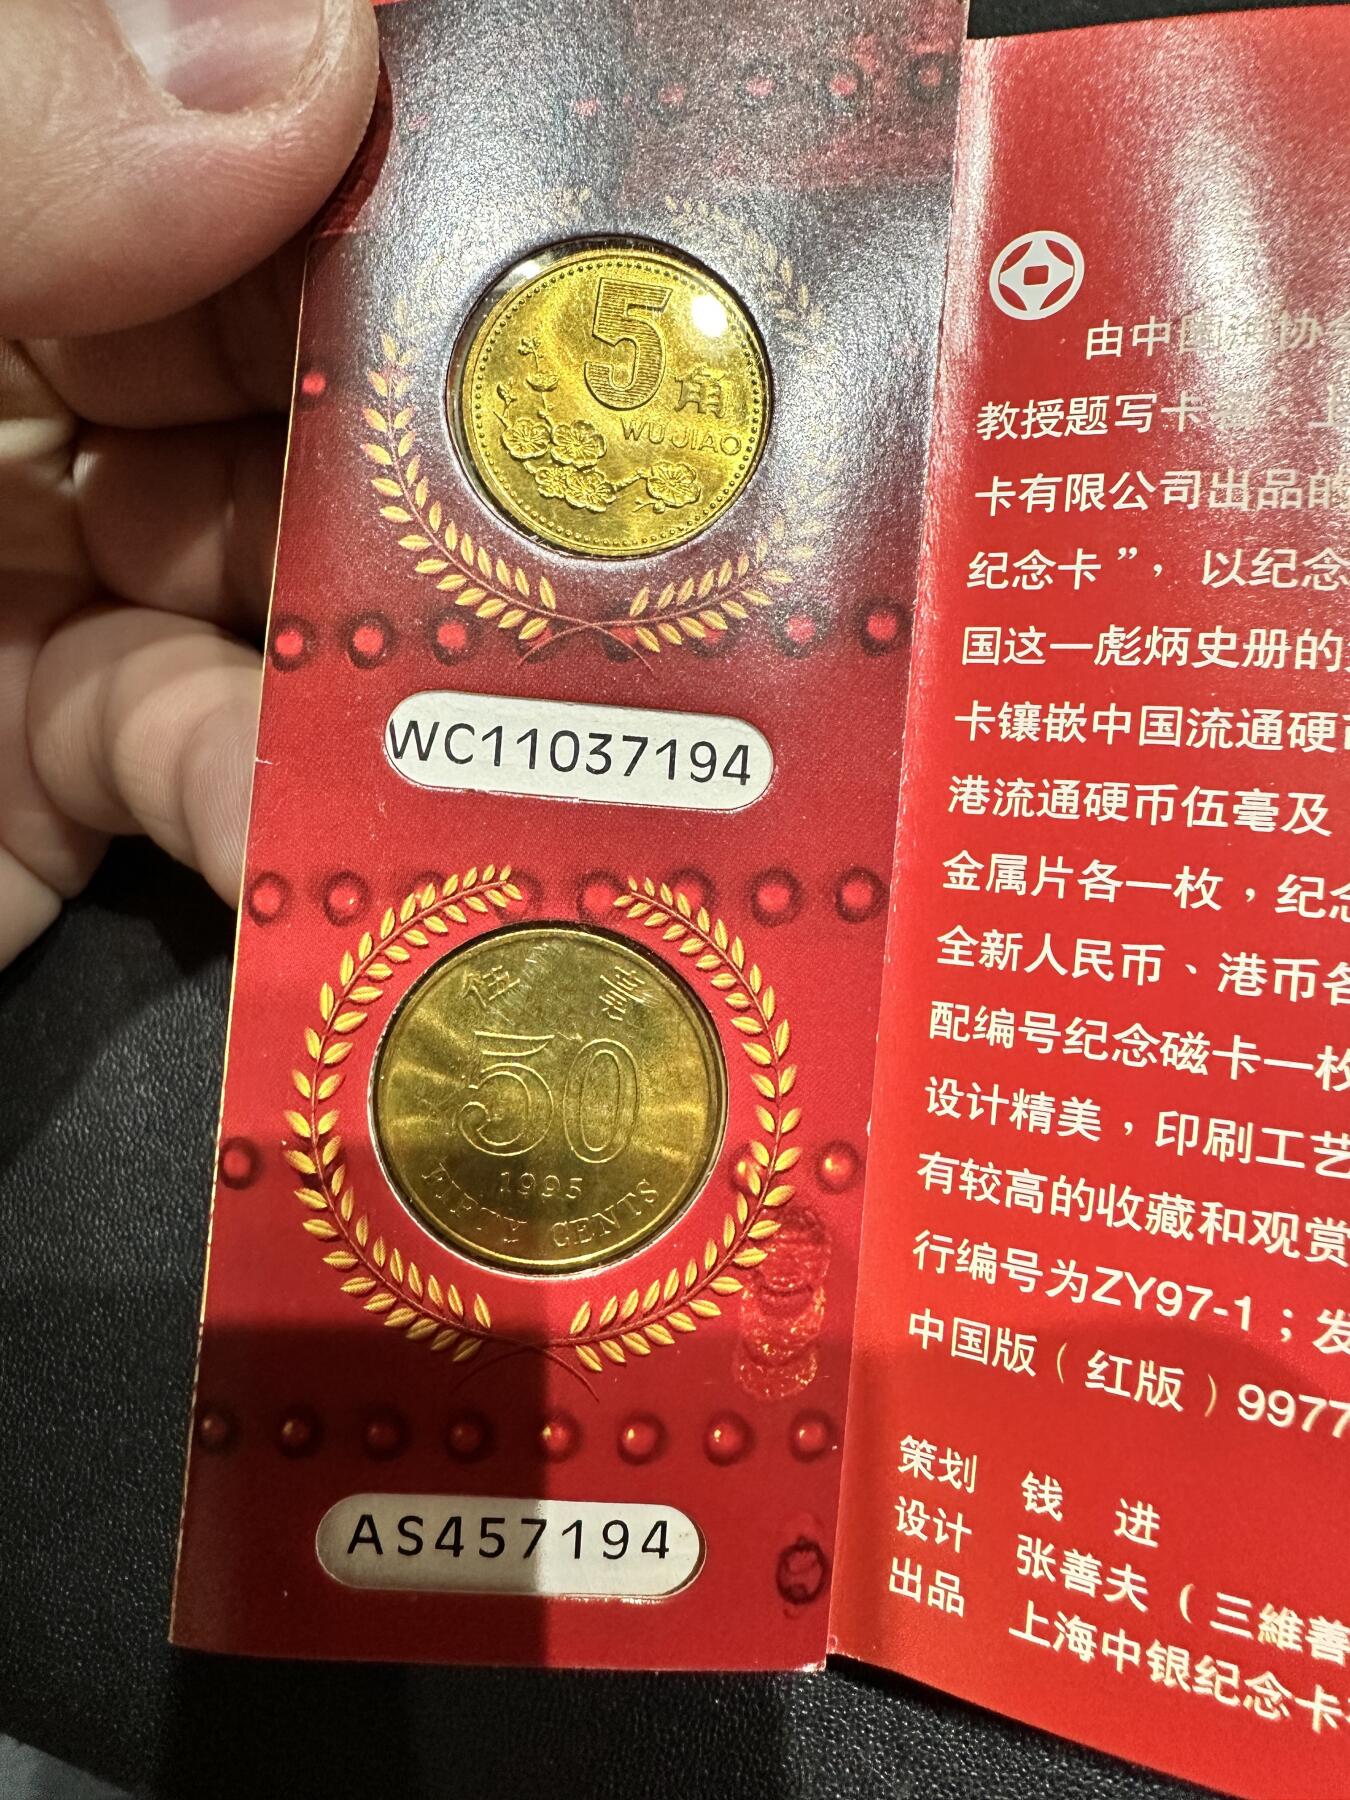 5角
WU JIAO
WC11037194
伍毫
50
1995
FIFTY CENTS
AS457194
由中国
教授题写卡
卡有限公司出品的
纪念卡”，以纪念
国这一彪炳史册的
卡镶嵌中国流通硬币
港流通硬币伍毫及
金属片各一枚，纪念
全新人民币、港币各
配编号纪念磁卡一枚
设计精美，印刷工艺
有较高的收藏和观赏
行编号为ZY97-1；发
中国版（红版）9977
策划 钱 进
设计 张善夫（三維善
出品 上海中银纪念卡